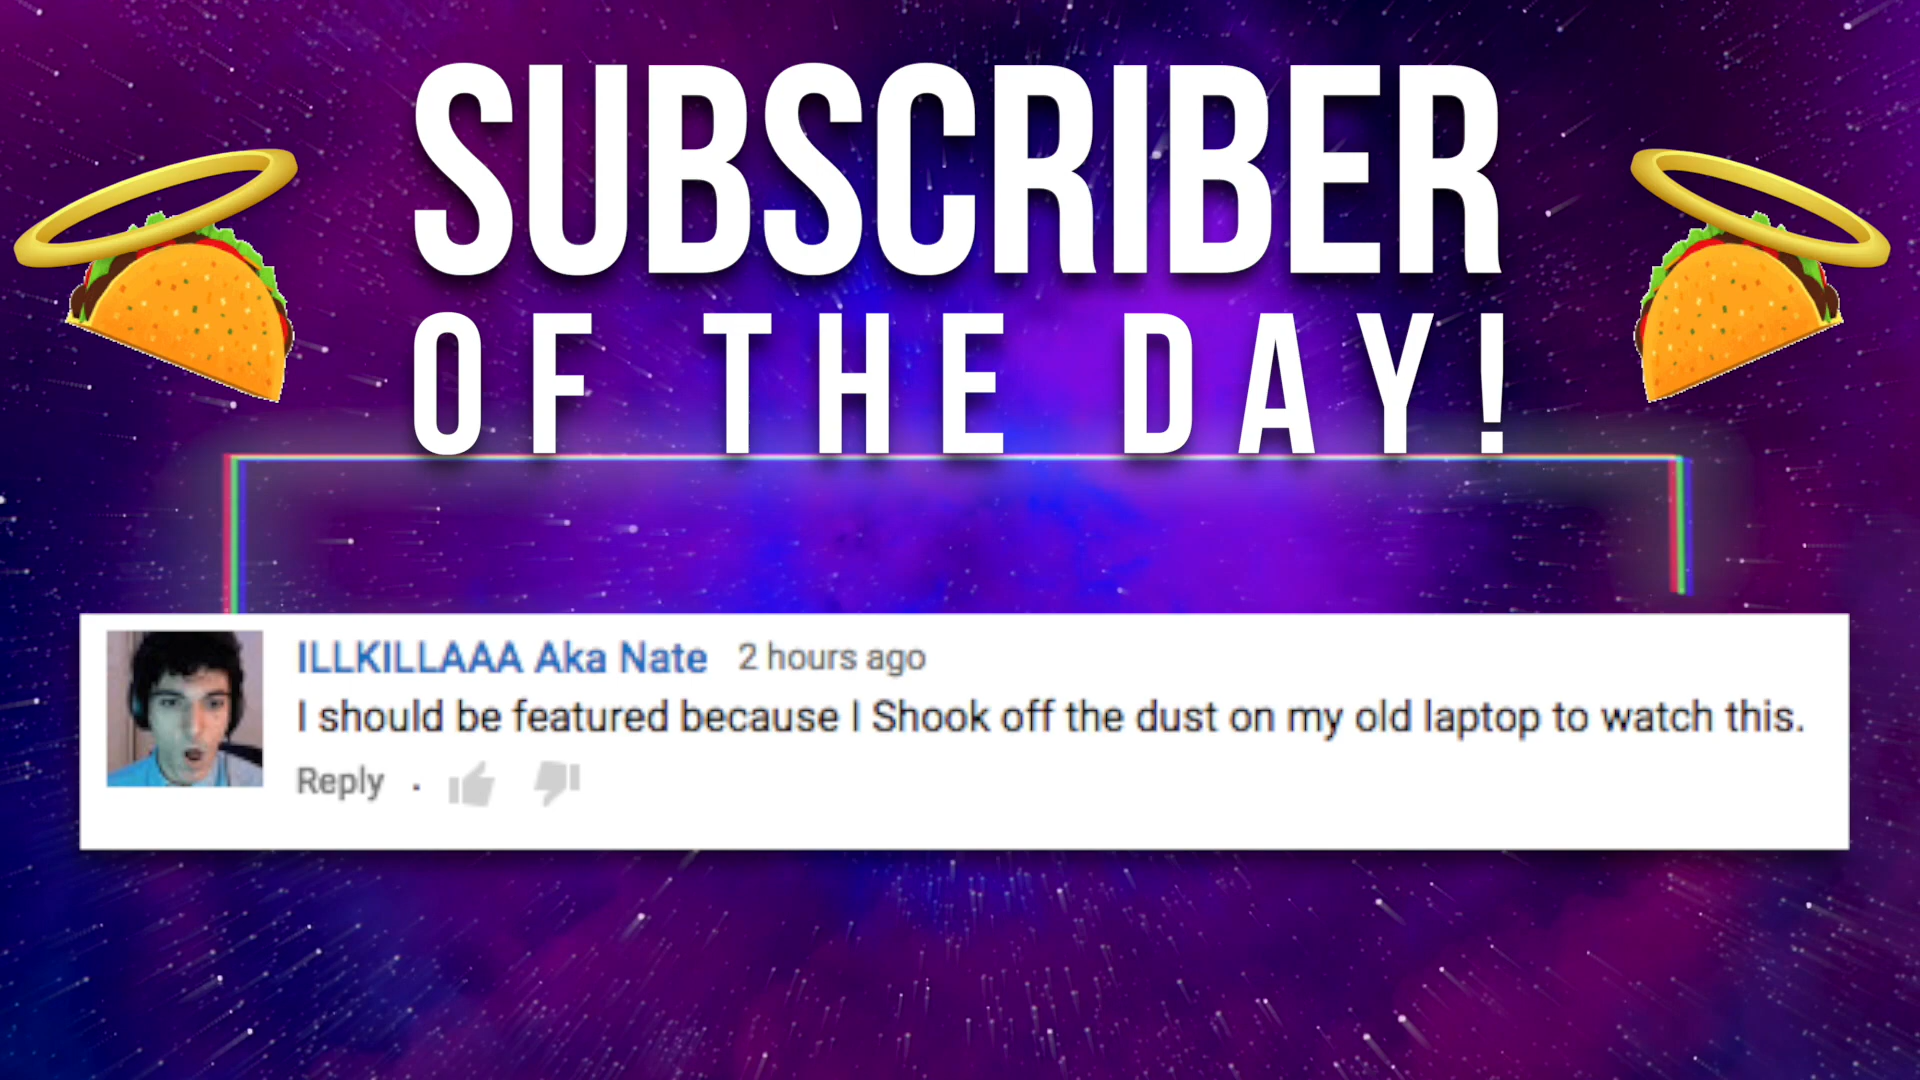 SUBSCRIBER
OF THE DAY!
ILLKILLAAA Aka Nate 2 hours ago
I should be featured because I Shook off the dust on my old laptop to watch this.
Reply ·